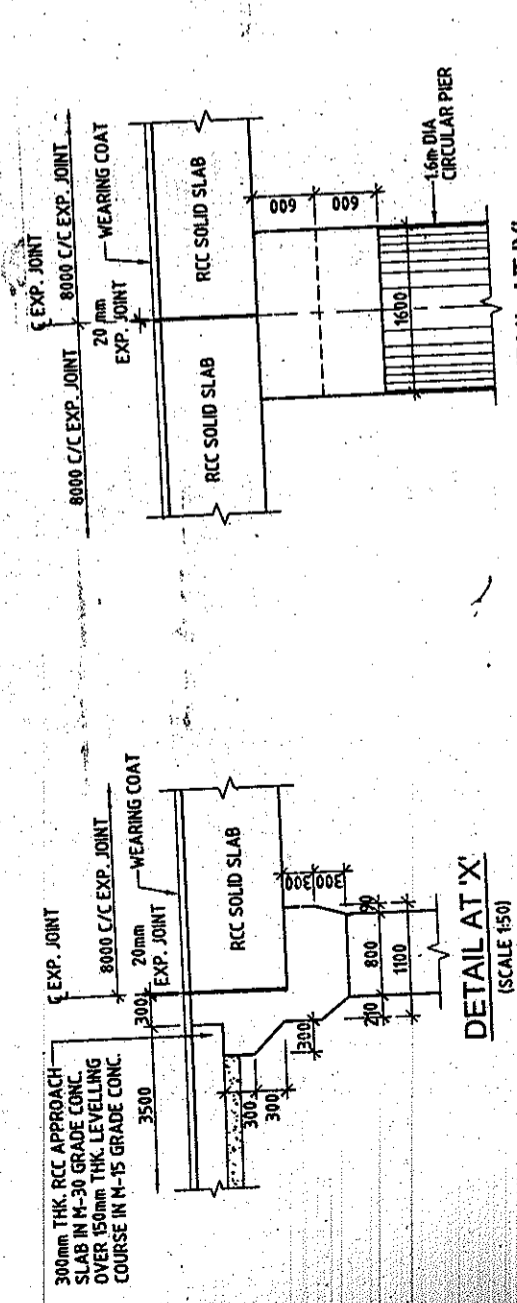 300mm THK. RCC APPROACH
SLAB IN M-30 GRADE CONC.
OVER 150mm THK. LEVELLING
COURSE IN M-15 GRADE CONC.
℄ EXP. JOINT
8000 C/C EXP. JOINT
3500
300
20mm
EXP. JOINT
WEARING COAT
RCC SOLID SLAB
300
300
300
300
300
210
800
90
1100
DETAIL AT 'X'
(SCALE 1:50)
℄ EXP. JOINT
8000 C/C EXP. JOINT
8000 C/C EXP. JOINT
20 mm
EXP. JOINT
WEARING COAT
RCC SOLID SLAB
RCC SOLID SLAB
600
600
1600
1.6m DIA
CIRCULAR PIER